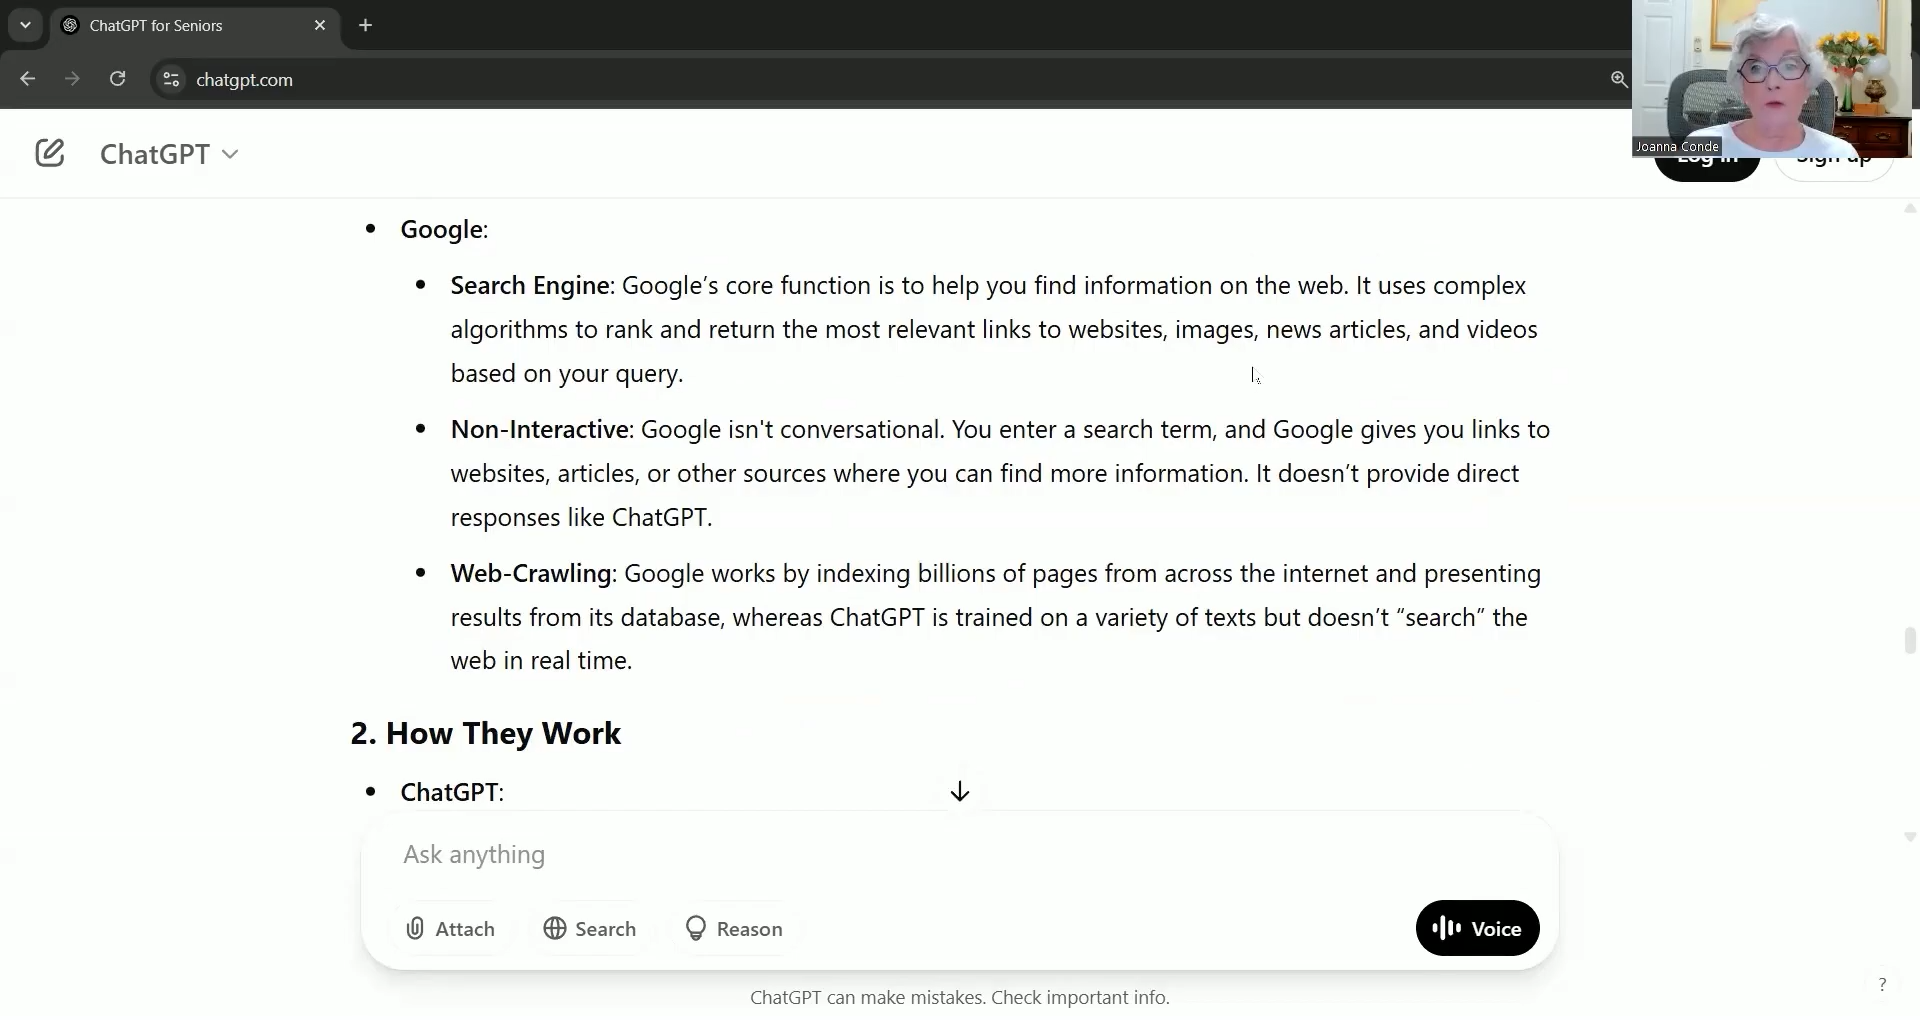 ChatGPT for Seniors
chatgpt.com
ChatGPT
Joanna Conde
Log in
Sign up
Google:
Search Engine: Google’s core function is to help you find information on the web. It uses complex
algorithms to rank and return the most relevant links to websites, images, news articles, and videos
based on your query.
Non-Interactive: Google isn't conversational. You enter a search term, and Google gives you links to
websites, articles, or other sources where you can find more information. It doesn’t provide direct
responses like ChatGPT.
Web-Crawling: Google works by indexing billions of pages from across the internet and presenting
results from its database, whereas ChatGPT is trained on a variety of texts but doesn’t “search” the
web in real time.
2. How They Work
ChatGPT:
Ask anything
Attach
Search
Reason
Voice
ChatGPT can make mistakes. Check important info.
?